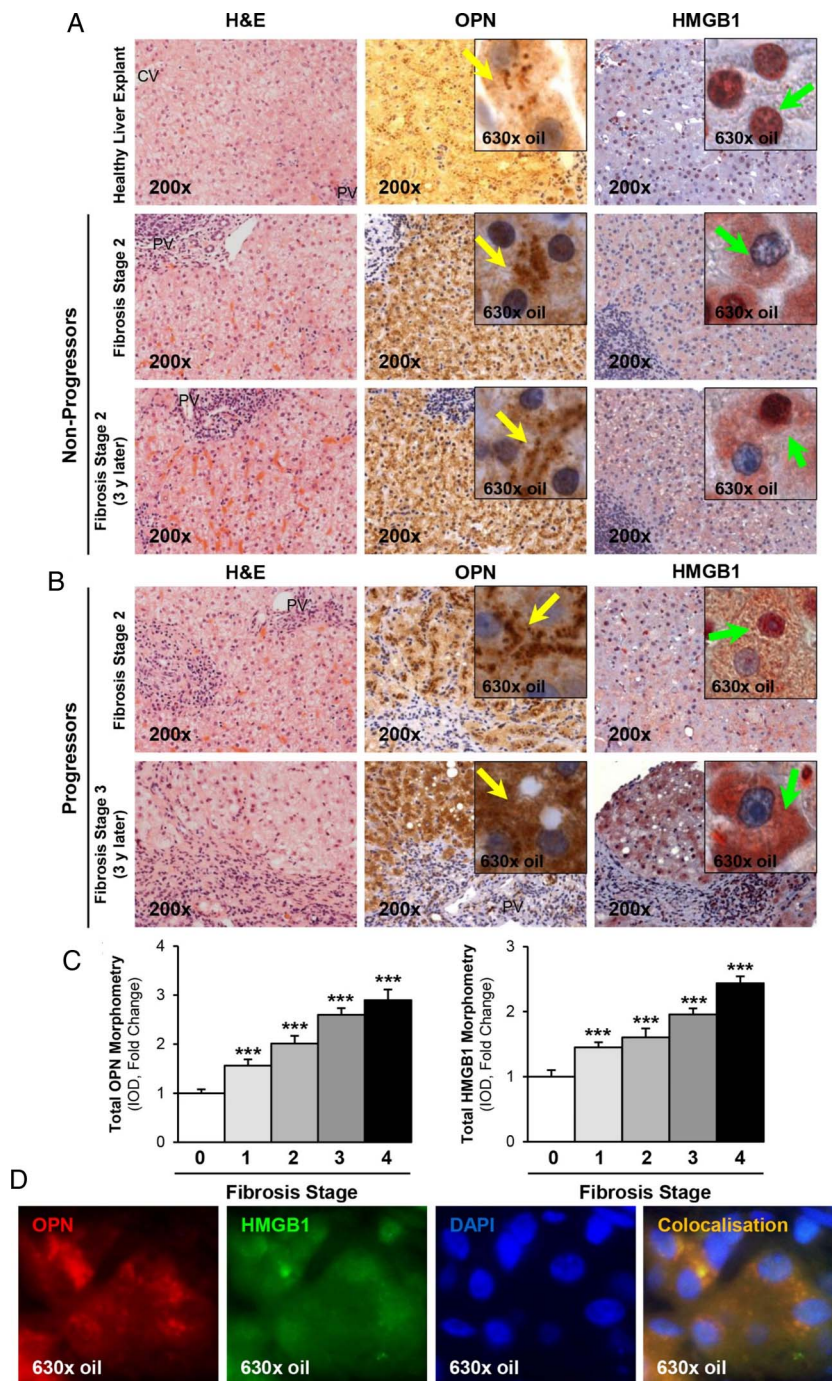 A
H&E
OPN
HMGB1
Healthy Liver Explant
CV
PV
200x
630x oil
200x
630x oil
200x
Non-Progressors
Fibrosis Stage 2
PV
200x
630x oil
200x
630x oil
200x
Fibrosis Stage 2
(3 y later)
PV
200x
630x oil
200x
630x oil
200x
B
H&E
OPN
HMGB1
Progressors
Fibrosis Stage 2
PV
200x
630x oil
200x
630x oil
200x
Fibrosis Stage 3
(3 y later)
200x
630x oil
200x
PV
630x oil
200x
C
Total OPN Morphometry
(IOD, Fold Change)
4
3
2
1
0
***
***
***
***
0 1 2 3 4
Fibrosis Stage
Total HMGB1 Morphometry
(IOD, Fold Change)
3
2
1
0
***
***
***
***
0 1 2 3 4
Fibrosis Stage
D
OPN
630x oil
HMGB1
630x oil
DAPI
630x oil
Colocalisation
630x oil